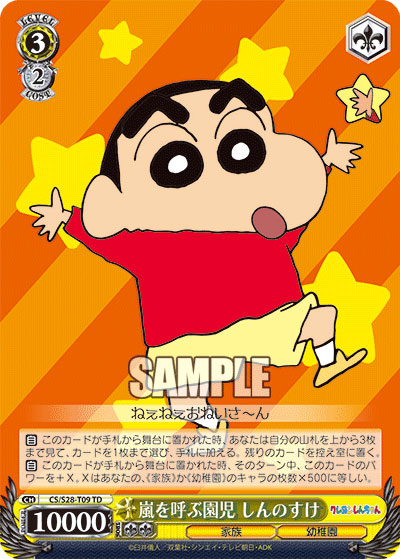 LEVEL
3
2
COST
SAMPLE
ねぇねぇおねいさ~ん
【自】 このカードが手札から舞台に置かれた時、あなたは自分の山札を上から3枚
まで見て、カードを1枚まで選び、手札に加える。残りのカードを控え室に置く。
【自】 このカードが手札から舞台に置かれた時、そのターン中、このカードのパワ
ーを+X。Xはあなたの、《家族》か《幼稚園》のキャラの枚数×500に等しい。
CH
CS/S28-T09 TD
嵐を呼ぶ園児 しんのすけ
クレヨンしんちゃん
10000
家族
幼稚園
©臼井儀人/双葉社・シンエイ・テレビ朝日・ADK